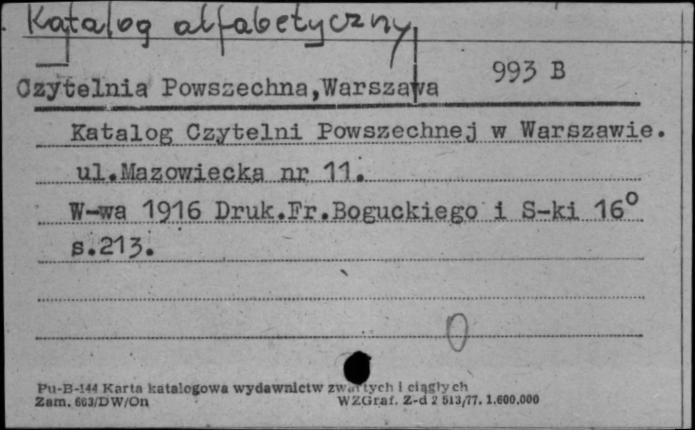 Katalog alfabetyczny
Czytelnia Powszechna,Warszawa 993 B
Katalog Czytelni Powszechnej w Warszawie.
ul.Mazowiecka nr 11.
W-wa 1916 Druk.Fr.Boguckiego i S-ki 16°
s.213.
0
Pu-B-144 Karta katalogowa wydawnictw zwartych i ciągłych
Zam. 663/DW/On WZGraf. Z-d 2 513/77. 1.600.000